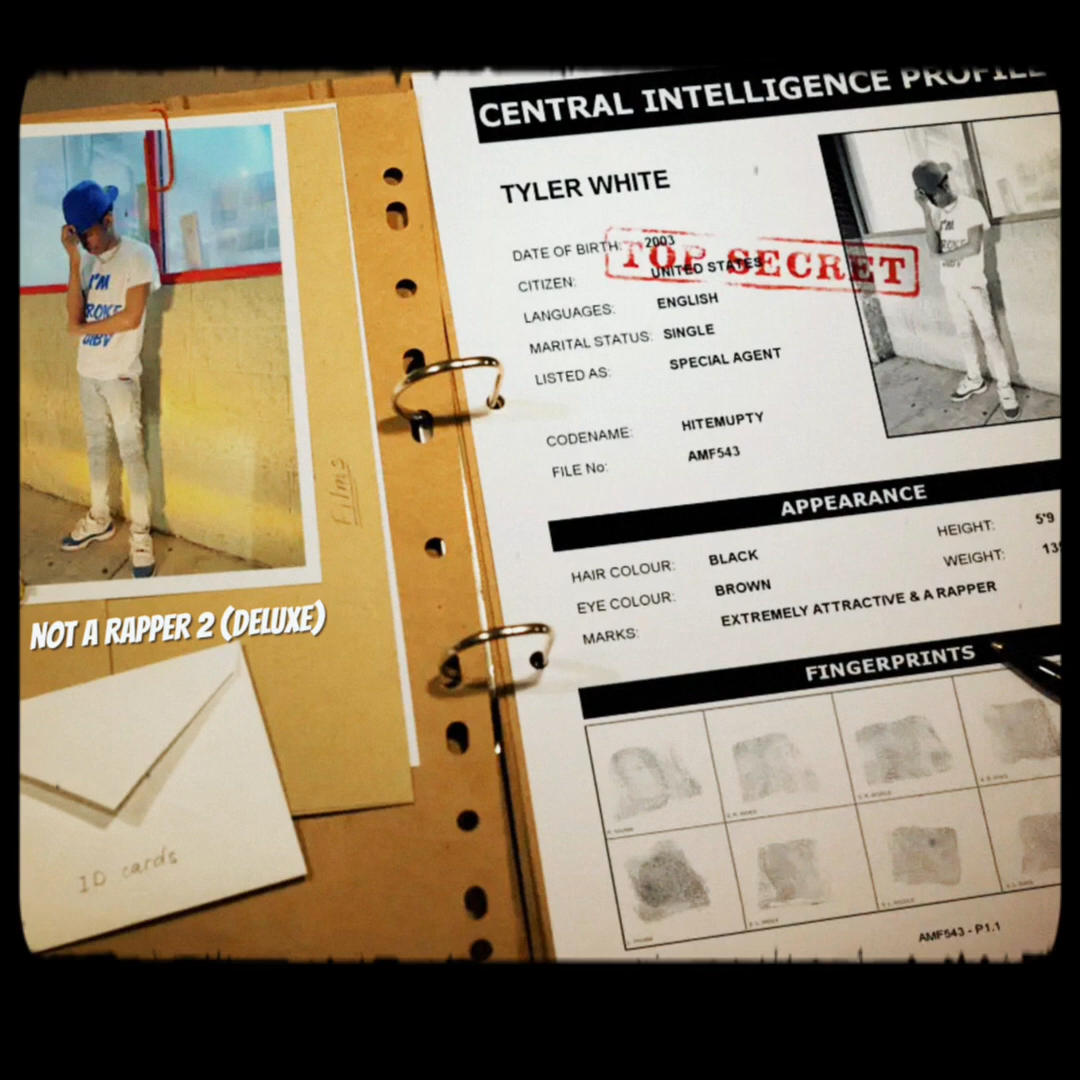 I'M
BROKE
BABY
Films
NOT A RAPPER 2 (DELUXE)
ID cards
CENTRAL INTELLIGENCE PROFILE
TYLER WHITE
TOP SECRET
DATE OF BIRTH: 2003
CITIZEN: UNITED STATES
LANGUAGES: ENGLISH
MARITAL STATUS: SINGLE
LISTED AS: SPECIAL AGENT
CODENAME: HITEMUPTY
FILE No: AMF543
APPEARANCE
HAIR COLOUR: BLACK HEIGHT: 5'9
EYE COLOUR: BROWN WEIGHT:
MARKS: EXTREMELY ATTRACTIVE & A RAPPER
FINGERPRINTS
AMF543 - P1.1